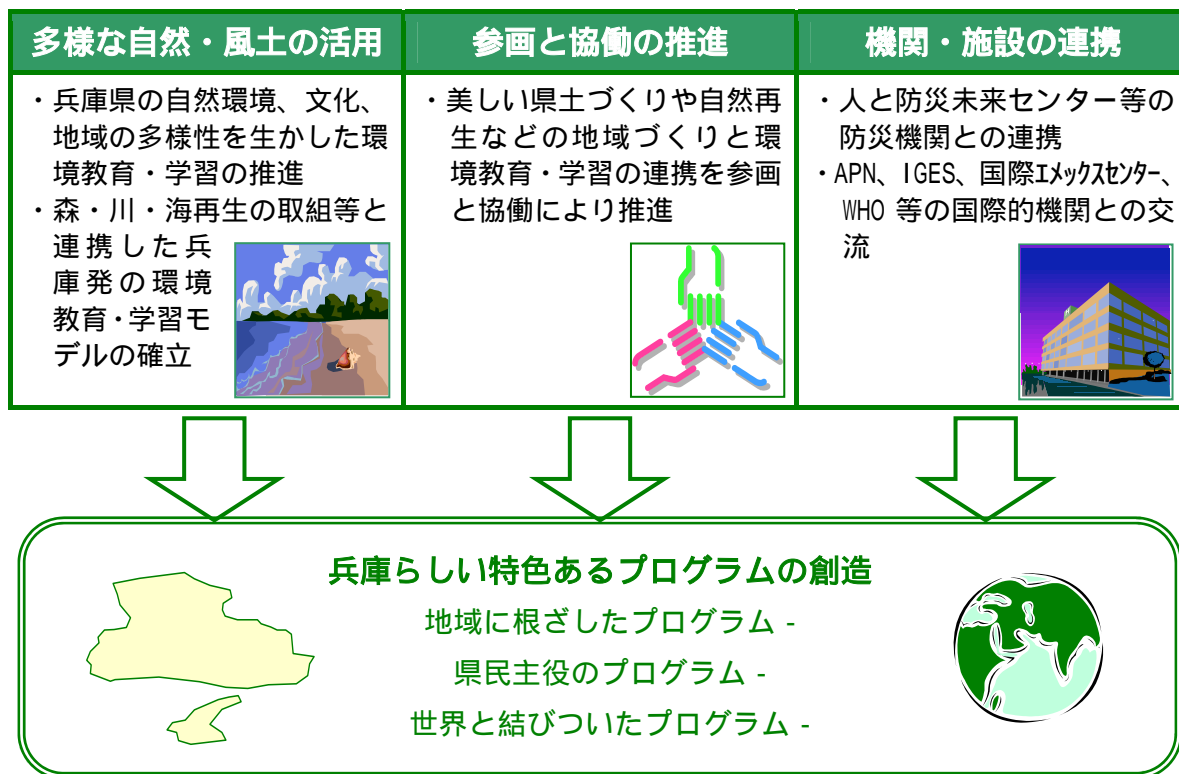 多様な自然・風土の活用
・兵庫県の自然環境、文化、
地域の多様性を生かした環
境教育・学習の推進
・森・川・海再生の取組等と
連携した兵
庫発の環境
教育・学習モ
デルの確立
参画と協働の推進
・美しい県土づくりや自然再
生などの地域づくりと環
境教育・学習の連携を参画
と協働により推進
機関・施設の連携
・人と防災未来センター等の
防災機関との連携
・APN、IGES、国際エメックスセンター、
WHO 等の国際的機関との交
流
兵庫らしい特色あるプログラムの創造
地域に根ざしたプログラム -
県民主役のプログラム -
世界と結びついたプログラム -